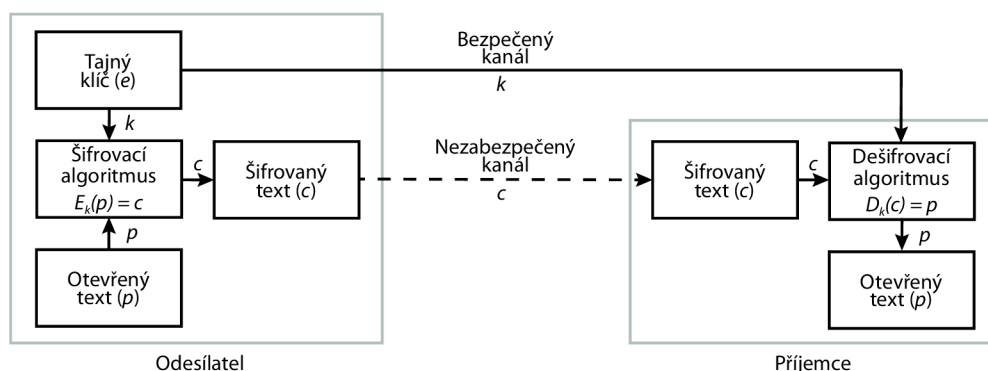 Tajný
klíč (e)
k
Šifrovací
algoritmus
Eₖ(p) = c
p
Otevřený
text (p)
c
Šifrovaný
text (c)
Odesílatel
Bezpečený
kanál
k
Nezabezpečený
kanál
c
Šifrovaný
text (c)
c
Dešifrovací
algoritmus
Dₖ(c) = p
p
Otevřený
text (p)
Příjemce